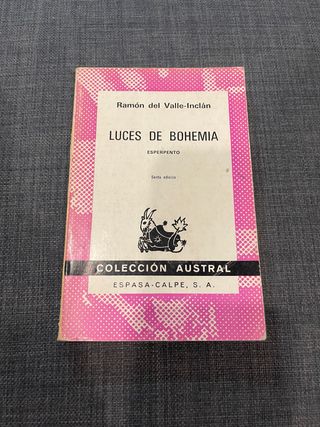 Ramón del Valle-Inclán
LUCES DE BOHEMIA
ESPERPENTO
Sexta edición
COLECCIÓN AUSTRAL
ESPASA-CALPE, S. A.